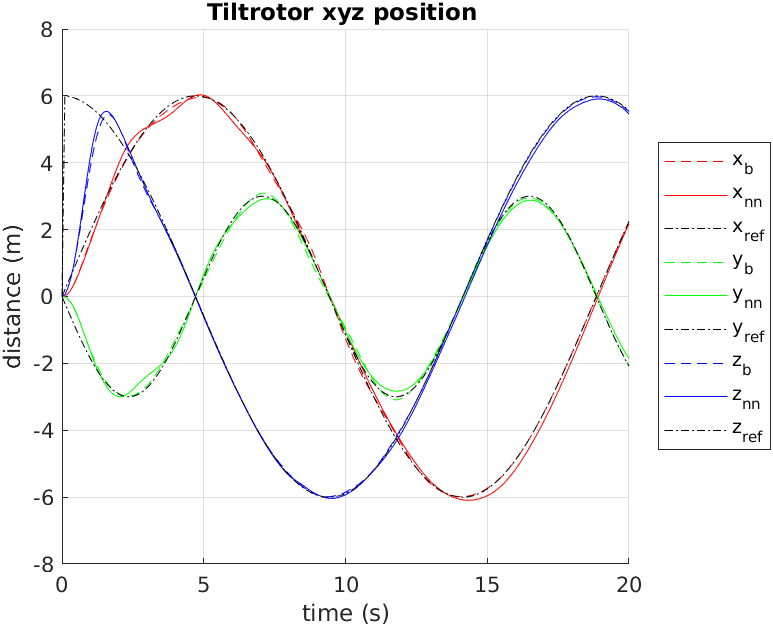 Tiltrotor xyz position
8
6
4
2
0
-2
-4
-6
-8
distance (m)
0
5
10
15
20
time (s)
x_b
x_nn
x_ref
y_b
y_nn
y_ref
z_b
z_nn
z_ref